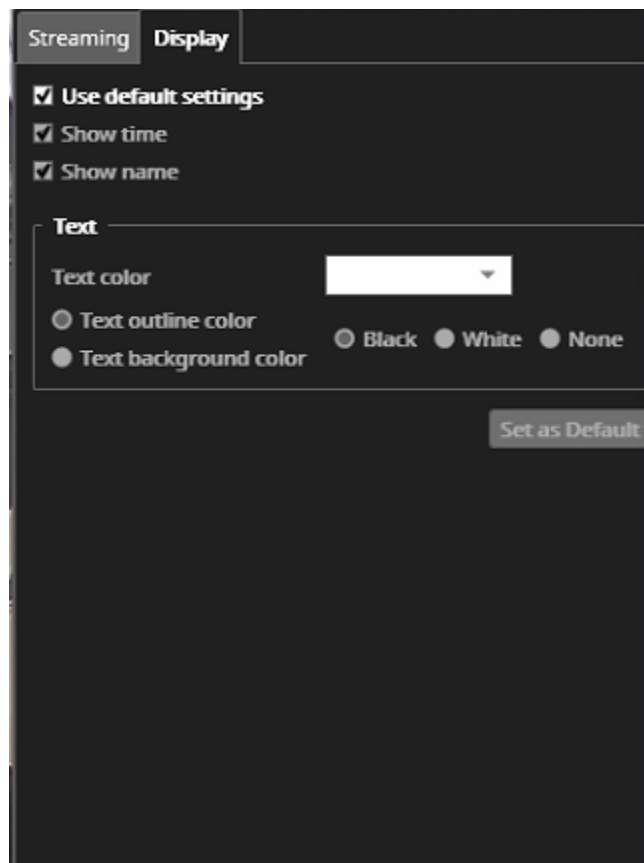 Streaming Display
Use default settings
Show time
Show name
Text
Text color
Text outline color
Text background color
Black White None
Set as Default